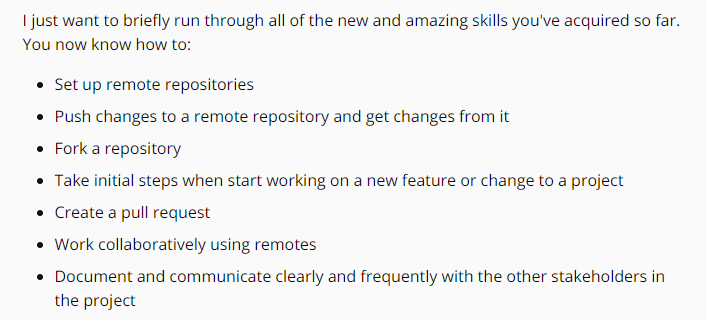 I just want to briefly run through all of the new and amazing skills you've acquired so far.
You now know how to:
• Set up remote repositories
• Push changes to a remote repository and get changes from it
• Fork a repository
• Take initial steps when start working on a new feature or change to a project
• Create a pull request
• Work collaboratively using remotes
• Document and communicate clearly and frequently with the other stakeholders in
the project